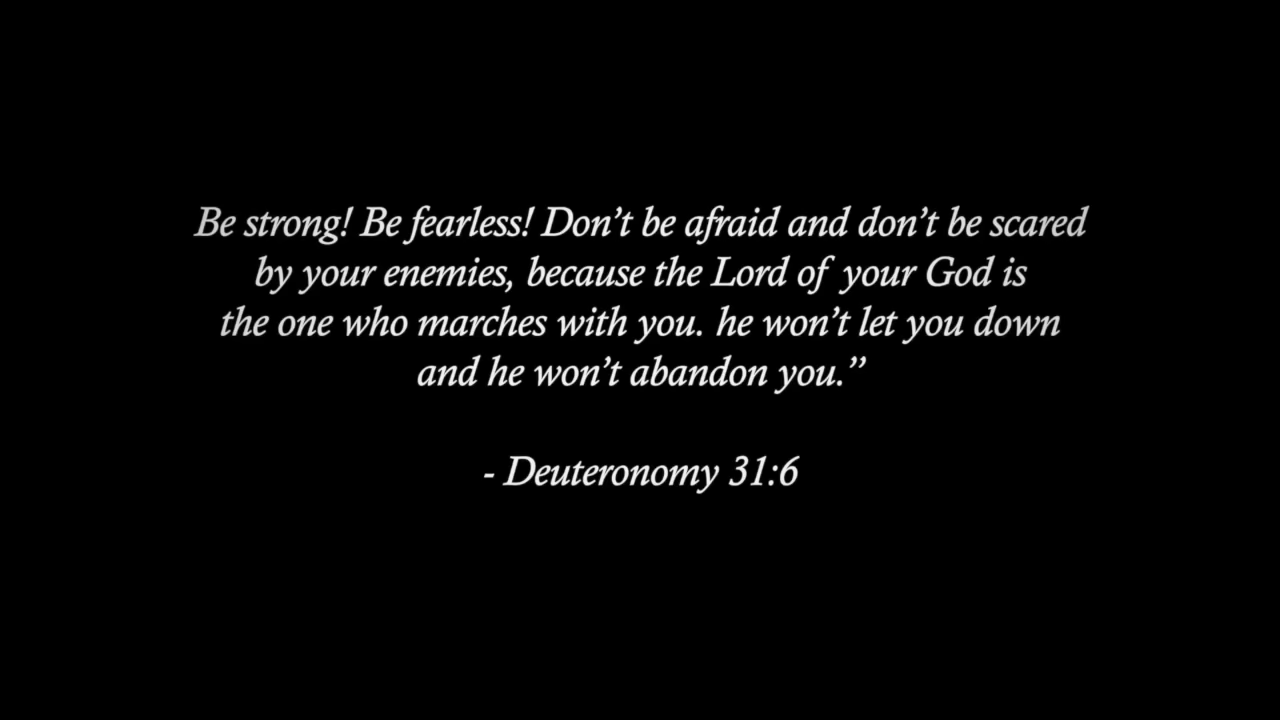 Be strong! Be fearless! Don’t be afraid and don’t be scared
by your enemies, because the Lord of your God is
the one who marches with you. he won’t let you down
and he won’t abandon you.”
- Deuteronomy 31:6